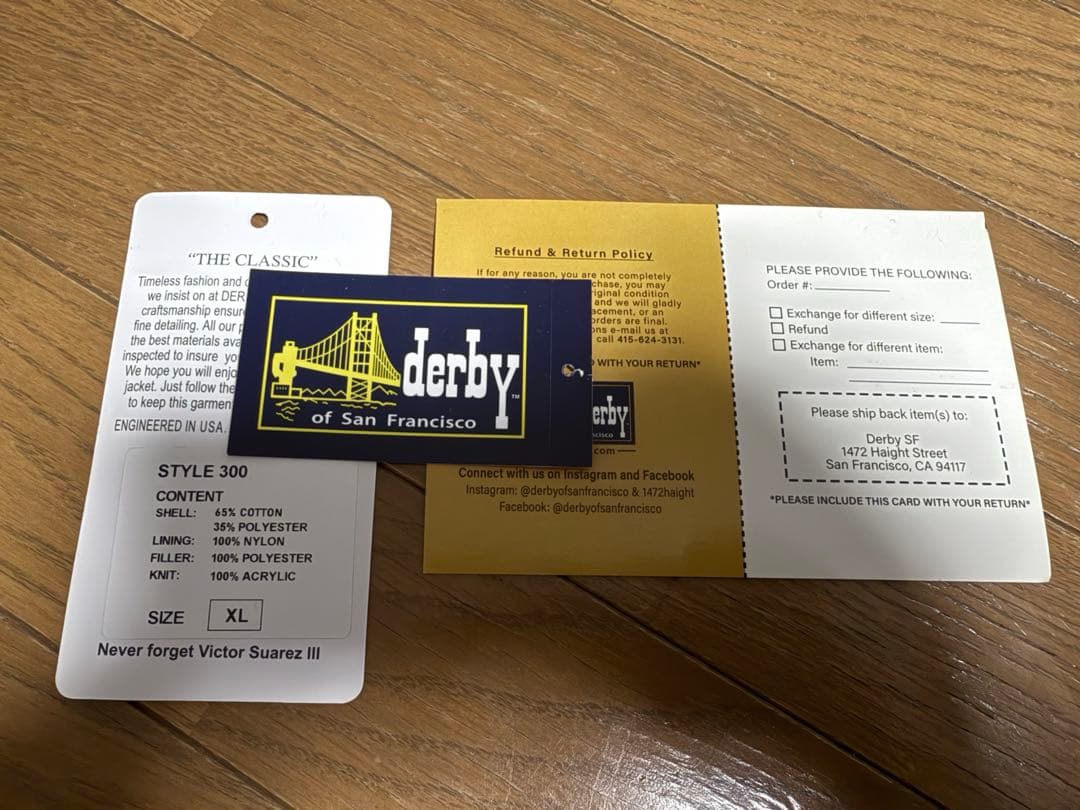 “THE CLASSIC”
Timeless fashion and
we insist on at DER
craftsmanship ensure
fine detailing. All our
the best materials ava
inspected to insure yo
We hope you will enjo
jacket. Just follow the
to keep this garmen
ENGINEERED IN USA.
STYLE 300
CONTENT
SHELL: 65% COTTON
35% POLYESTER
LINING: 100% NYLON
FILLER: 100% POLYESTER
KNIT: 100% ACRYLIC
SIZE XL
Never forget Victor Suarez III
derby™
of San Francisco
Refund & Return Policy
If for any reason, you are not completely
chase, you may
riginal condition
and we will gladly
acement, or an
orders are final.
ons e-mail us at
call 415-624-3131.
D WITH YOUR RETURN*
erby
ncisco
.com
Connect with us on Instagram and Facebook
Instagram: @derbyofsanfrancisco & 1472haight
Facebook: @derbyofsanfrancisco
PLEASE PROVIDE THE FOLLOWING:
Order #:
Exchange for different size:
Refund
Exchange for different item:
Item:
Please ship back item(s) to:
Derby SF
1472 Haight Street
San Francisco, CA 94117
*PLEASE INCLUDE THIS CARD WITH YOUR RETURN*